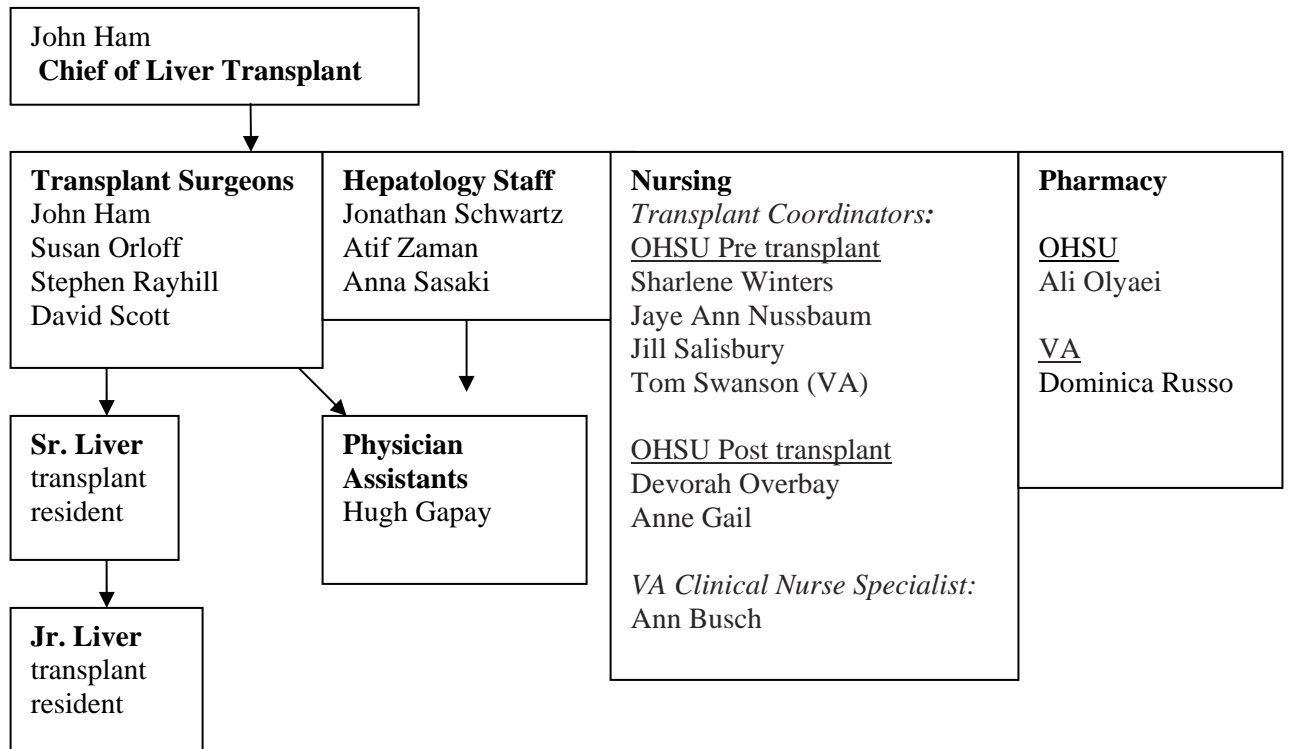 John Ham
Chief of Liver Transplant
Transplant Surgeons
John Ham
Susan Orloff
Stephen Rayhill
David Scott
Hepatology Staff
Jonathan Schwartz
Atif Zaman
Anna Sasaki
Nursing
Transplant Coordinators:
OHSU Pre transplant
Sharlene Winters
Jaye Ann Nussbaum
Jill Salisbury
Tom Swanson (VA)
OHSU Post transplant
Devorah Overbay
Anne Gail
VA Clinical Nurse Specialist:
Ann Busch
Pharmacy
OHSU
Ali Olyaei
VA
Dominica Russo
Sr. Liver
transplant
resident
Physician
Assistants
Hugh Gapay
Jr. Liver
transplant
resident